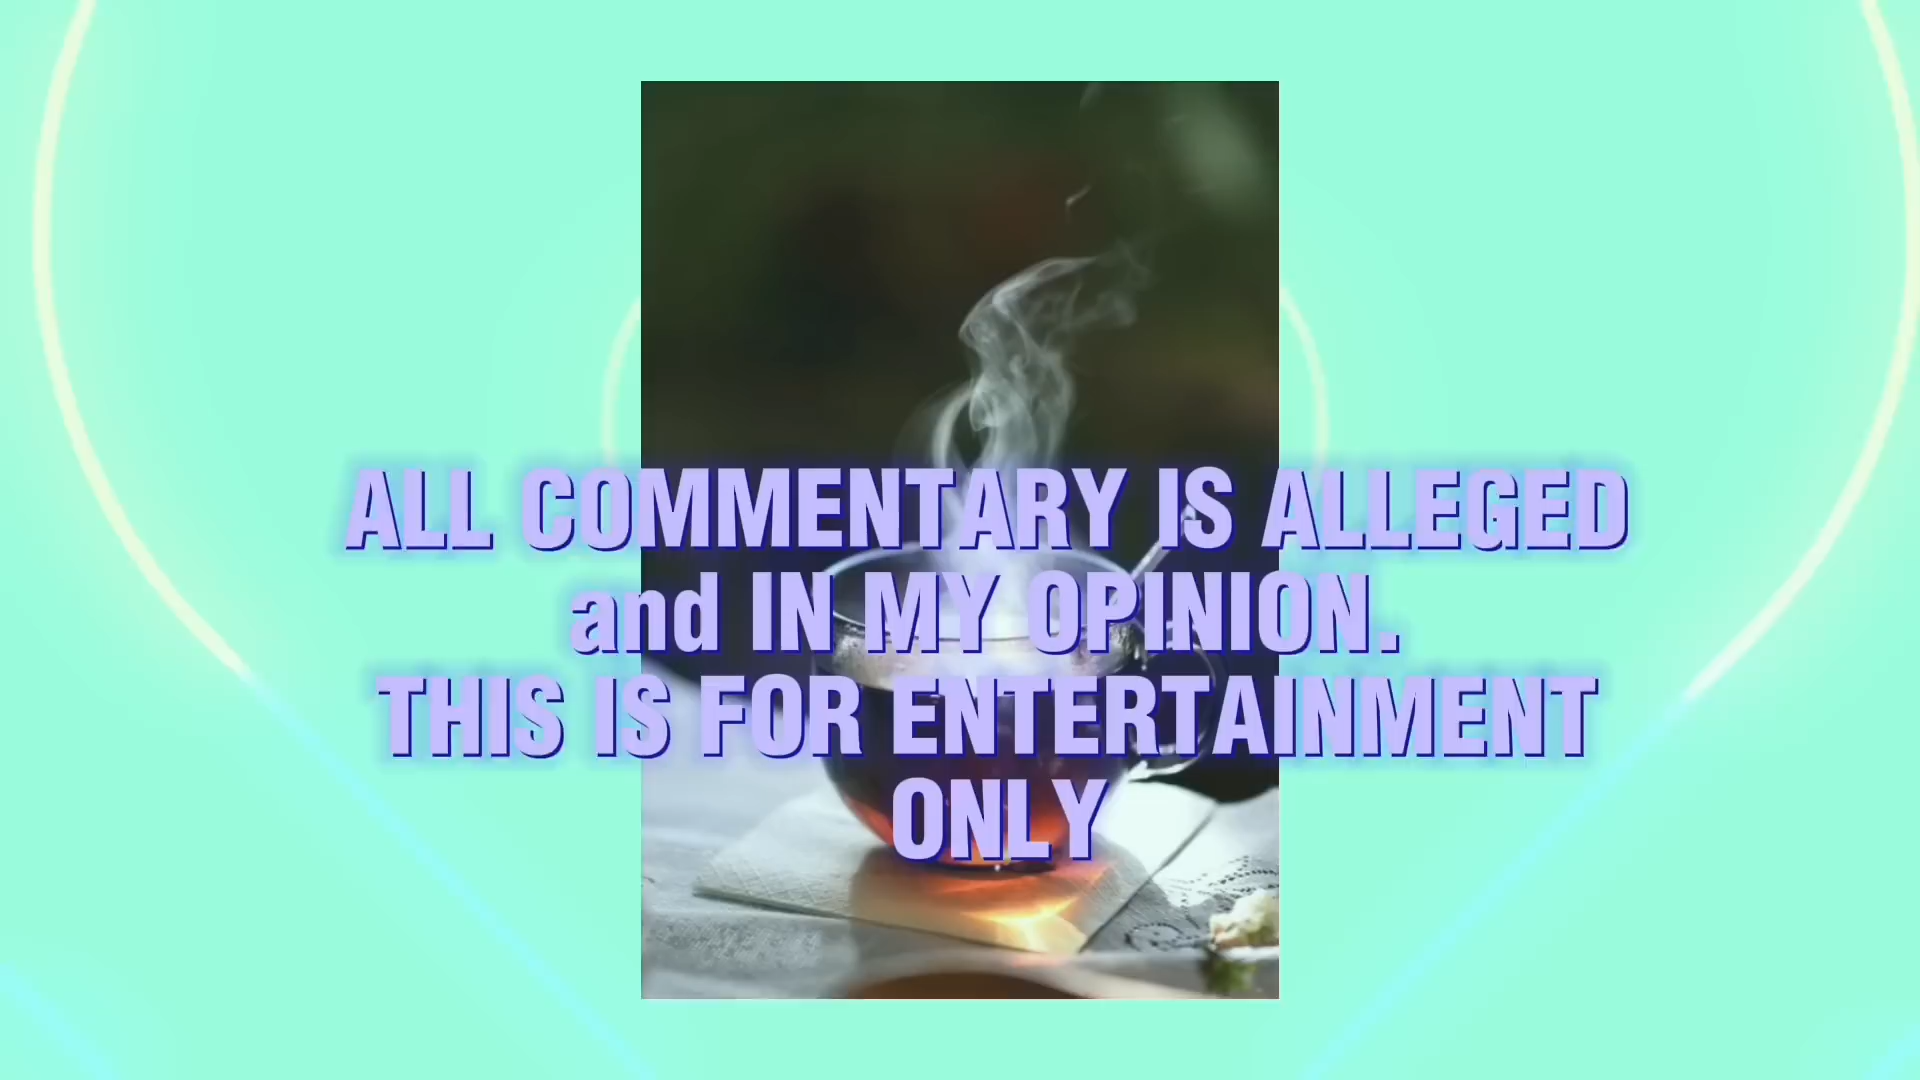 ALL COMMENTARY IS ALLEGED
and IN MY OPINION.
THIS IS FOR ENTERTAINMENT
ONLY